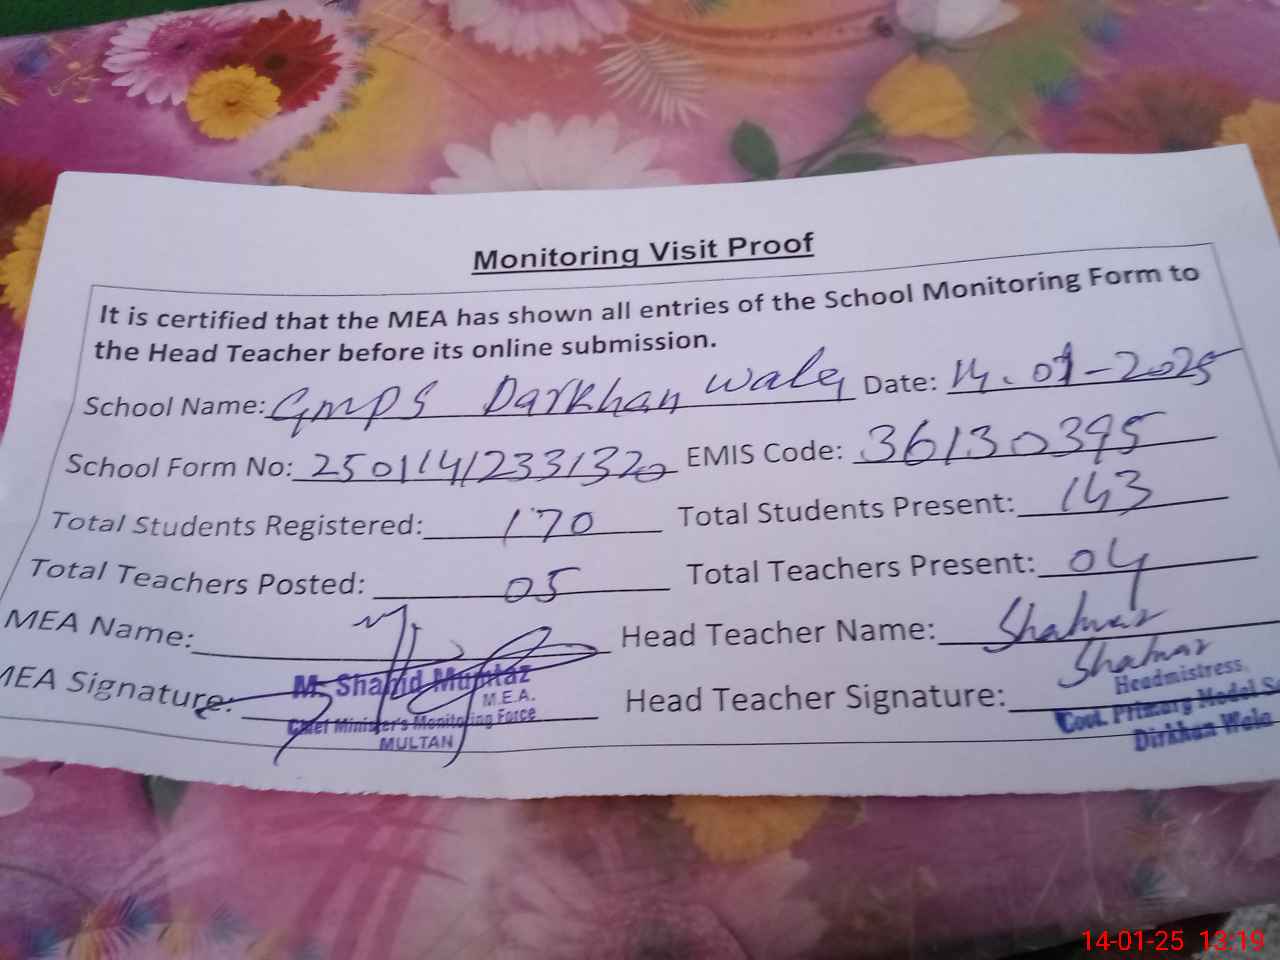 Monitoring Visit Proof
It is certified that the MEA has shown all entries of the School Monitoring Form to
the Head Teacher before its online submission.
School Name: GMPS Darkhan Wala Date: 14.01-2025
School Form No: 250114123331320 EMIS Code: 36130395
Total Students Registered: 170 Total Students Present: 143
Total Teachers Posted: 05 Total Teachers Present: 04
MEA Name: Head Teacher Name: Shahnaz
MEA Signature: Head Teacher Signature: Shahnaz
M. Shahid Mumtaz
M.E.A.
Chief Minister's Monitoring Force
MULTAN
Headmistress
Govt. Primary Model Sc
Dirkhan Wala
14-01-25 13:19